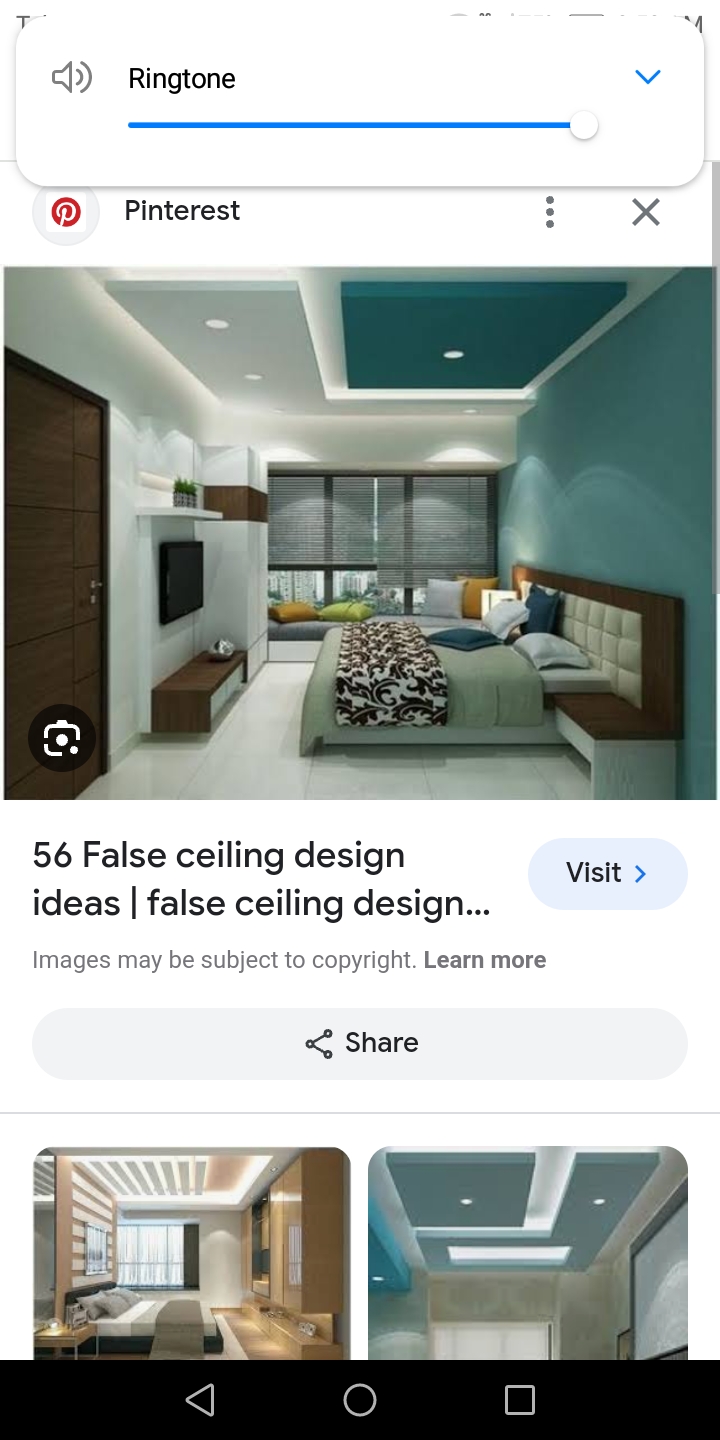 Ringtone
Pinterest
56 False ceiling design
ideas | false ceiling design...
Visit
Images may be subject to copyright. Learn more
Share